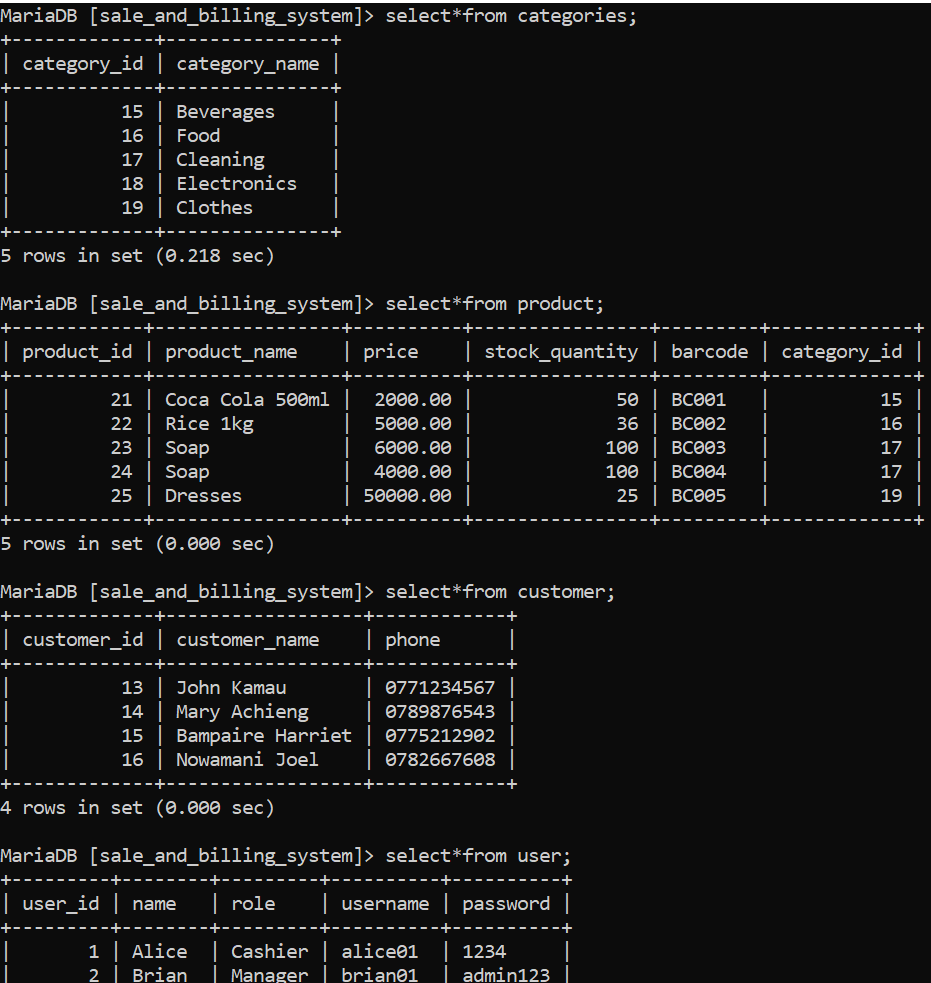 MariaDB [sale_and_billing_system]> select*from categories;
+-------------+---------------+
| category_id | category_name |
+-------------+---------------+
|          15 | Beverages     |
|          16 | Food          |
|          17 | Cleaning      |
|          18 | Electronics   |
|          19 | Clothes       |
+-------------+---------------+
5 rows in set (0.218 sec)

MariaDB [sale_and_billing_system]> select*from product;
+------------+-----------------+----------+----------------+---------+-------------+
| product_id | product_name    | price    | stock_quantity | barcode | category_id |
+------------+-----------------+----------+----------------+---------+-------------+
|         21 | Coca Cola 500ml |  2000.00 |             50 | BC001   |          15 |
|         22 | Rice 1kg        |  5000.00 |             36 | BC002   |          16 |
|         23 | Soap            |  6000.00 |            100 | BC003   |          17 |
|         24 | Soap            |  4000.00 |            100 | BC004   |          17 |
|         25 | Dresses         | 50000.00 |             25 | BC005   |          19 |
+------------+-----------------+----------+----------------+---------+-------------+
5 rows in set (0.000 sec)

MariaDB [sale_and_billing_system]> select*from customer;
+-------------+------------------+------------+
| customer_id | customer_name    | phone      |
+-------------+------------------+------------+
|          13 | John Kamau       | 0771234567 |
|          14 | Mary Achieng     | 0789876543 |
|          15 | Bampaire Harriet | 0775212902 |
|          16 | Nowamani Joel    | 0782667608 |
+-------------+------------------+------------+
4 rows in set (0.000 sec)

MariaDB [sale_and_billing_system]> select*from user;
+---------+-------+---------+----------+----------+
| user_id | name  | role    | username | password |
+---------+-------+---------+----------+----------+
|       1 | Alice | Cashier | alice01  | 1234     |
|       2 | Brian | Manager | brian01  | admin123 |